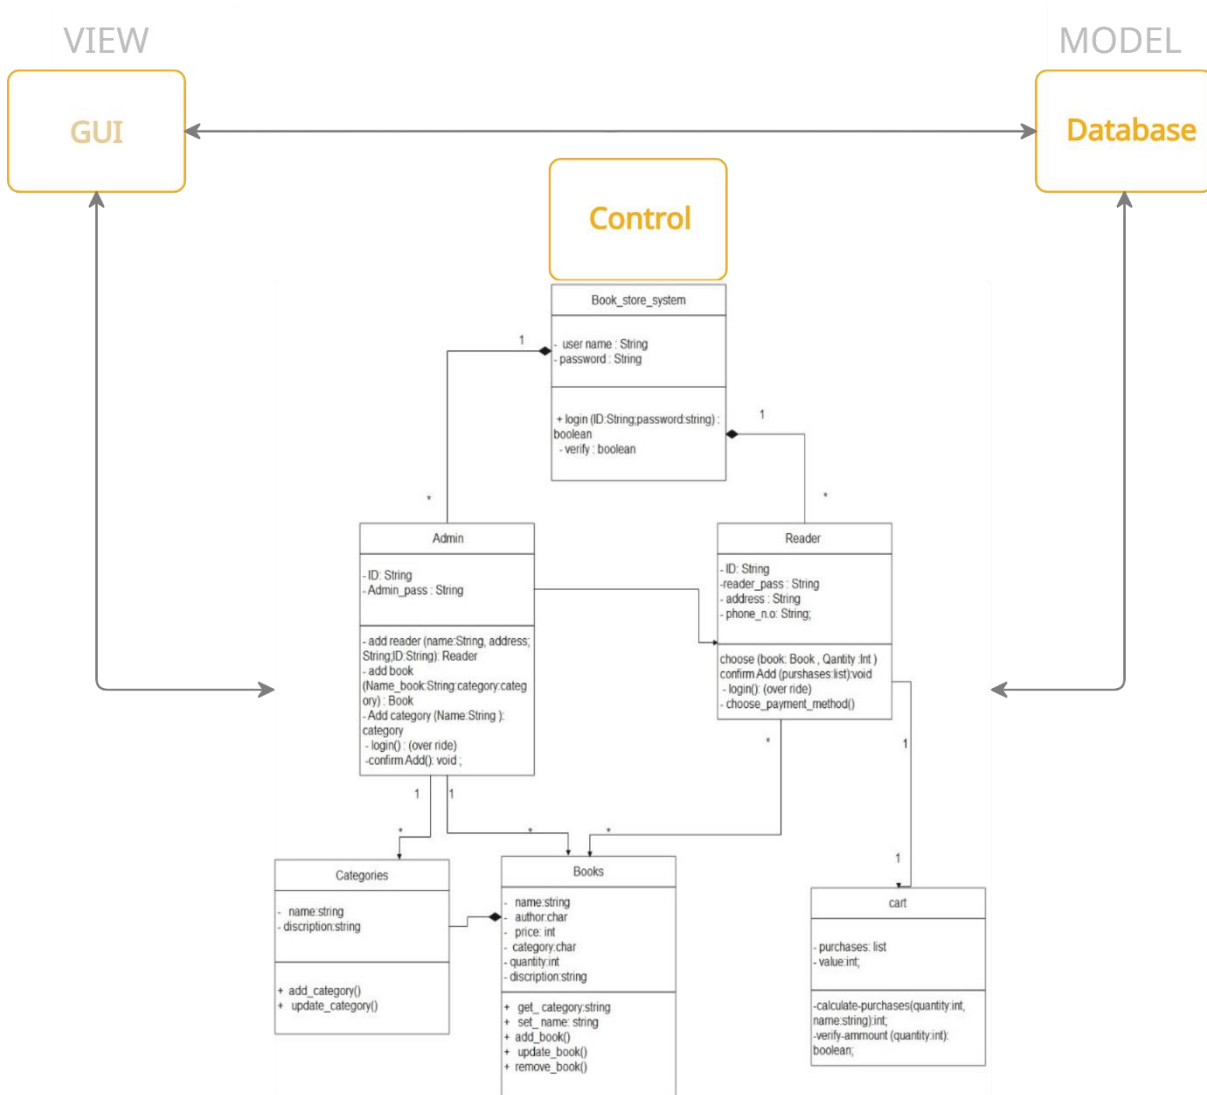 VIEW
MODEL
GUI
Database
Control
Book_store_system
- user name : String
- password : String
+ login (ID:String;password:string) :
boolean
- verify : boolean
1
1
*
*
Admin
- ID: String
- Admin_pass : String
- add reader (name:String, address;
String;ID:String): Reader
- add book
(Name_book:String:category:categ
ory) : Book
- Add category (Name:String ):
category
- login() : (over ride)
-confirm Add(): void ;
Reader
- ID: String
-reader_pass : String
- address : String
- phone_n.o: String;
choose (book: Book , Qantity :Int )
confirm Add (purshases:list):void
- login(): (over ride)
- choose_payment_method()
1
1
*
1
*
*
*
1
Categories
- name:string
- discription:string
+ add_category()
+ update_category()
Books
- name:string
- author:char
- price: int
- category:char
- quantity:int
- discription:string
+ get_ category:string
+ set_ name: string
+ add_book()
+ update_book()
+ remove_book()
cart
- purchases: list
- value:int;
-calculate-purchases(quantity:int,
name:string):int;
-verify-ammount (quantity:int):
boolean;